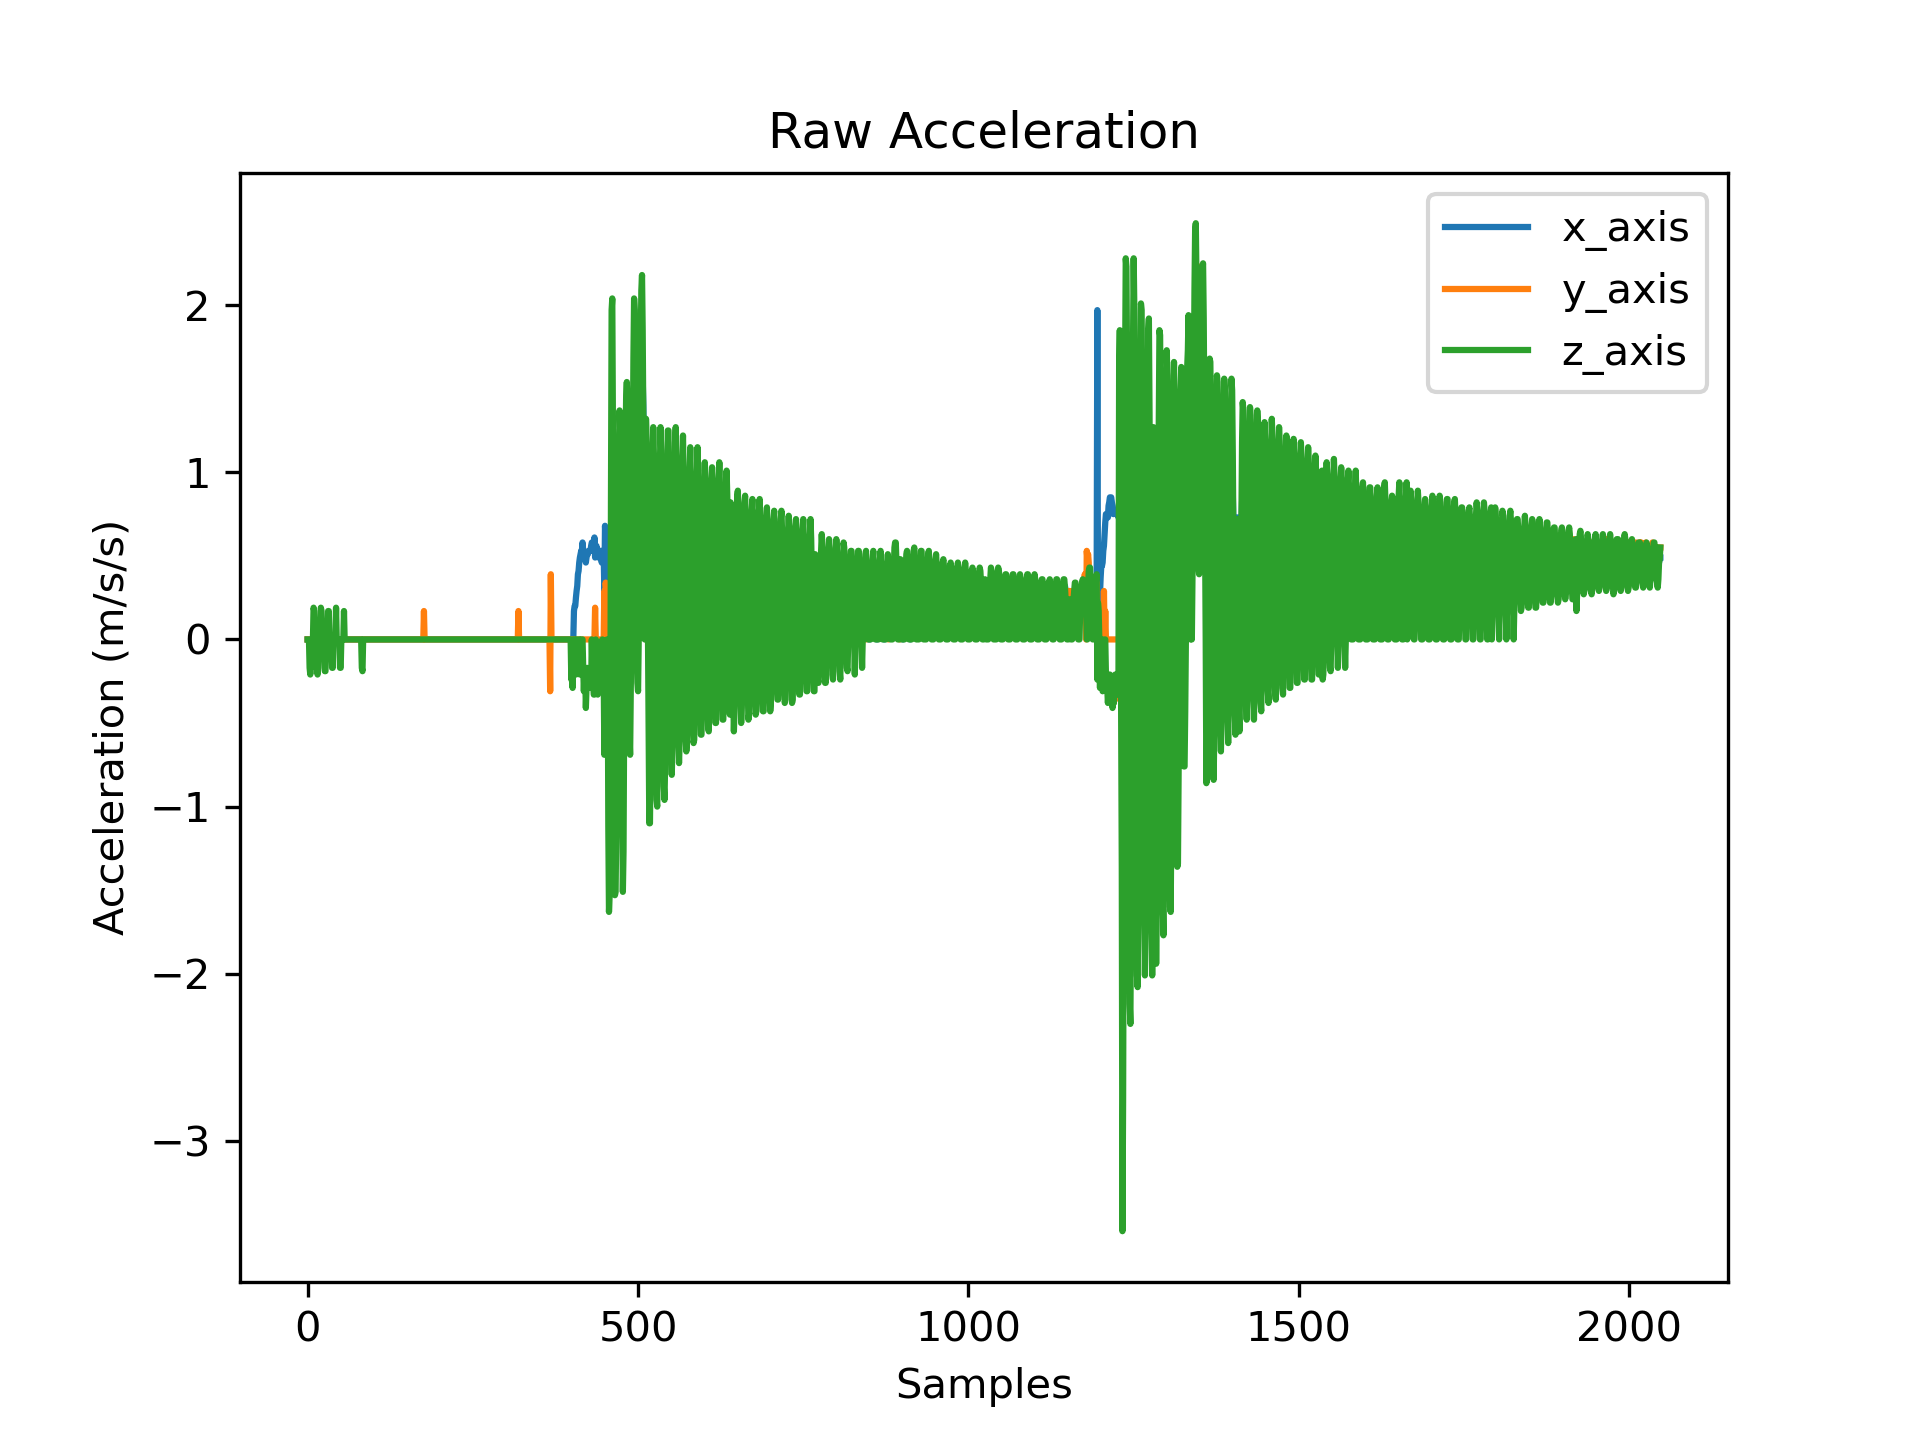 Raw Acceleration
x_axis
y_axis
z_axis
Acceleration (m/s/s)
2
1
0
−1
−2
−3
0 500 1000 1500 2000
Samples